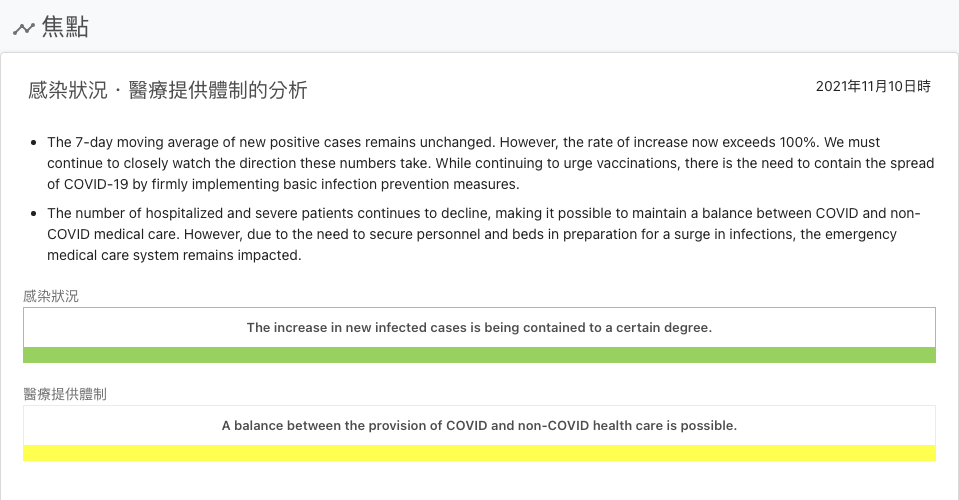 焦點
感染狀況・醫療提供體制的分析
2021年11月10日時
• The 7-day moving average of new positive cases remains unchanged. However, the rate of increase now exceeds 100%. We must
continue to closely watch the direction these numbers take. While continuing to urge vaccinations, there is the need to contain the spread
of COVID-19 by firmly implementing basic infection prevention measures.
• The number of hospitalized and severe patients continues to decline, making it possible to maintain a balance between COVID and non-
COVID medical care. However, due to the need to secure personnel and beds in preparation for a surge in infections, the emergency
medical care system remains impacted.
感染狀況
The increase in new infected cases is being contained to a certain degree.
醫療提供體制
A balance between the provision of COVID and non-COVID health care is possible.